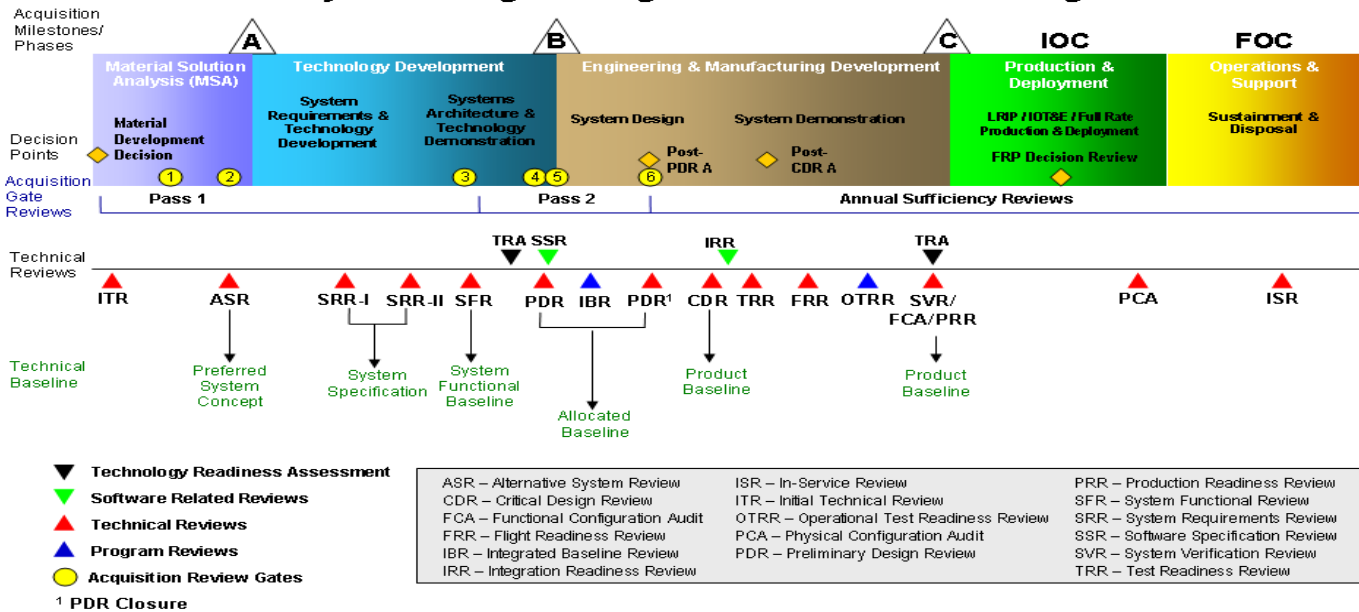 Acquisition
Milestones/
Phases
A
B
C
IOC
FOC
Material Solution
Analysis (MSA)
Technology Development
Engineering & Manufacturing Development
Production &
Deployment
Operations &
Support
Material
Development
Decision
System
Requirements &
Technology
Development
Systems
Architecture &
Technology
Demonstration
System Design
System Demonstration
LRIP / IOT&E / Full Rate
Production & Deployment
Sustainment &
Disposal
Decision
Points
Post-
PDR A
Post-
CDR A
FRP Decision Review
1
2
3
4
5
6
Acquisition
Gate
Reviews
Pass 1
Pass 2
Annual Sufficiency Reviews
TRA SSR
IRR
TRA
Technical
Reviews
ITR
ASR
SRR-I
SRR-II
SFR
PDR
IBR
PDR¹
CDR
TRR
FRR
OTRR
SVR/
FCA/PRR
PCA
ISR
Technical
Baseline
Preferred
System
Concept
System
Specification
System
Functional
Baseline
Allocated
Baseline
Product
Baseline
Product
Baseline
Technology Readiness Assessment
Software Related Reviews
Technical Reviews
Program Reviews
Acquisition Review Gates
¹ PDR Closure
ASR – Alternative System Review
CDR – Critical Design Review
FCA – Functional Configuration Audit
FRR – Flight Readiness Review
IBR – Integrated Baseline Review
IRR – Integration Readiness Review
ISR – In-Service Review
ITR – Initial Technical Review
OTRR – Operational Test Readiness Review
PCA – Physical Configuration Audit
PDR – Preliminary Design Review
PRR – Production Readiness Review
SFR – System Functional Review
SRR – System Requirements Review
SSR – Software Specification Review
SVR – System Verification Review
TRR – Test Readiness Review